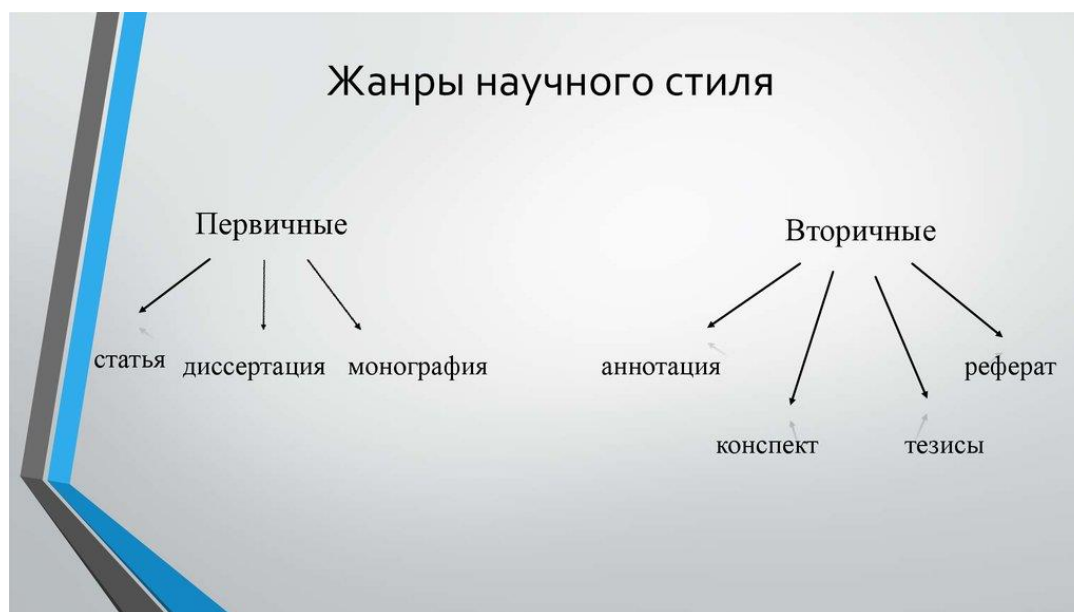 Жанры научного стиля
Первичные
статья
диссертация
монография
Вторичные
аннотация
реферат
конспект
тезисы